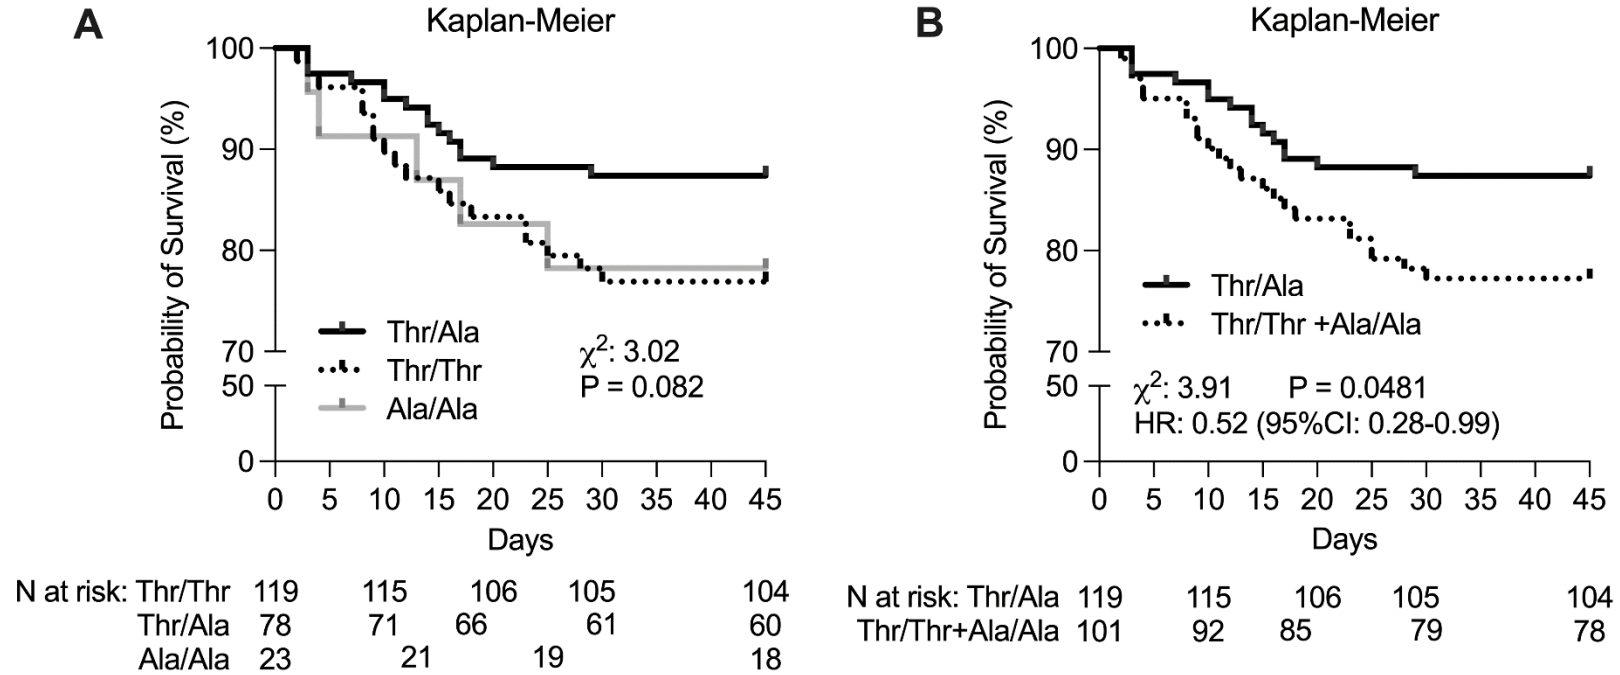 A
Kaplan-Meier
100
90
80
70
50
0
Probability of Survival (%)
Thr/Ala
Thr/Thr
Ala/Ala
χ²: 3.02
P = 0.082
0 5 10 15 20 25 30 35 40 45
Days
N at risk: Thr/Thr 119 115 106 105 104
Thr/Ala 78 71 66 61 60
Ala/Ala 23 21 19 18
B
Kaplan-Meier
100
90
80
70
50
0
Probability of Survival (%)
Thr/Ala
Thr/Thr +Ala/Ala
χ²: 3.91 P = 0.0481
HR: 0.52 (95%CI: 0.28-0.99)
0 5 10 15 20 25 30 35 40 45
Days
N at risk: Thr/Ala 119 115 106 105 104
Thr/Thr+Ala/Ala 101 92 85 79 78